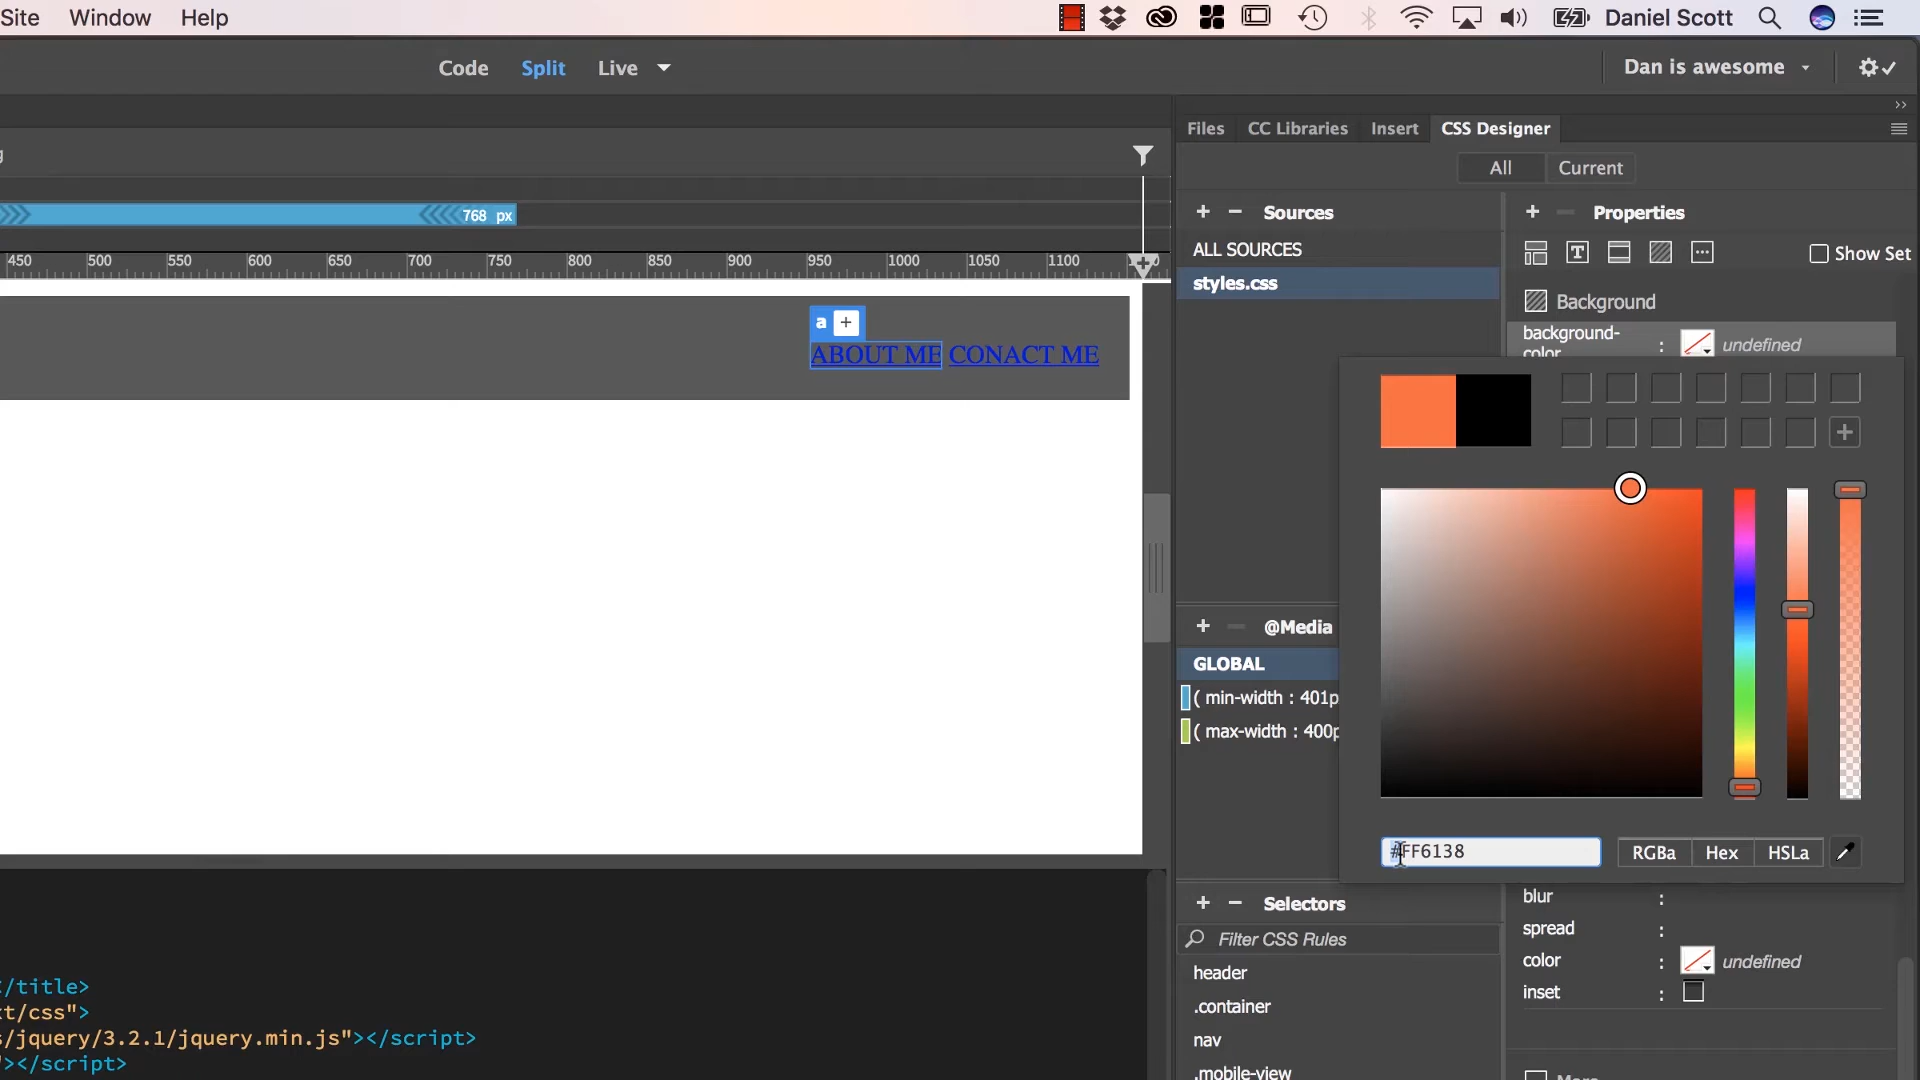 Site Window Help Daniel Scott
Code Split Live Dan is awesome
Files CC Libraries Insert CSS Designer
All Current
g
768 px
+ − Sources + Properties
ALL SOURCES
Show Set
styles.css
450 500 550 600 650 700 750 800 850 900 950 1000 1050 1100
Background
a +
background-color : undefined
ABOUT ME CONACT ME
+ @Media
GLOBAL
( min-width : 401p
( max-width : 400p
#FF6138 RGBa Hex HSLa
blur :
+ − Selectors
spread :
Filter CSS Rules
color : undefined
header
inset :
.container
nav
.mobile-view
More
/title>
xt/css">
s/jquery/3.2.1/jquery.min.js"></script>
"></script>